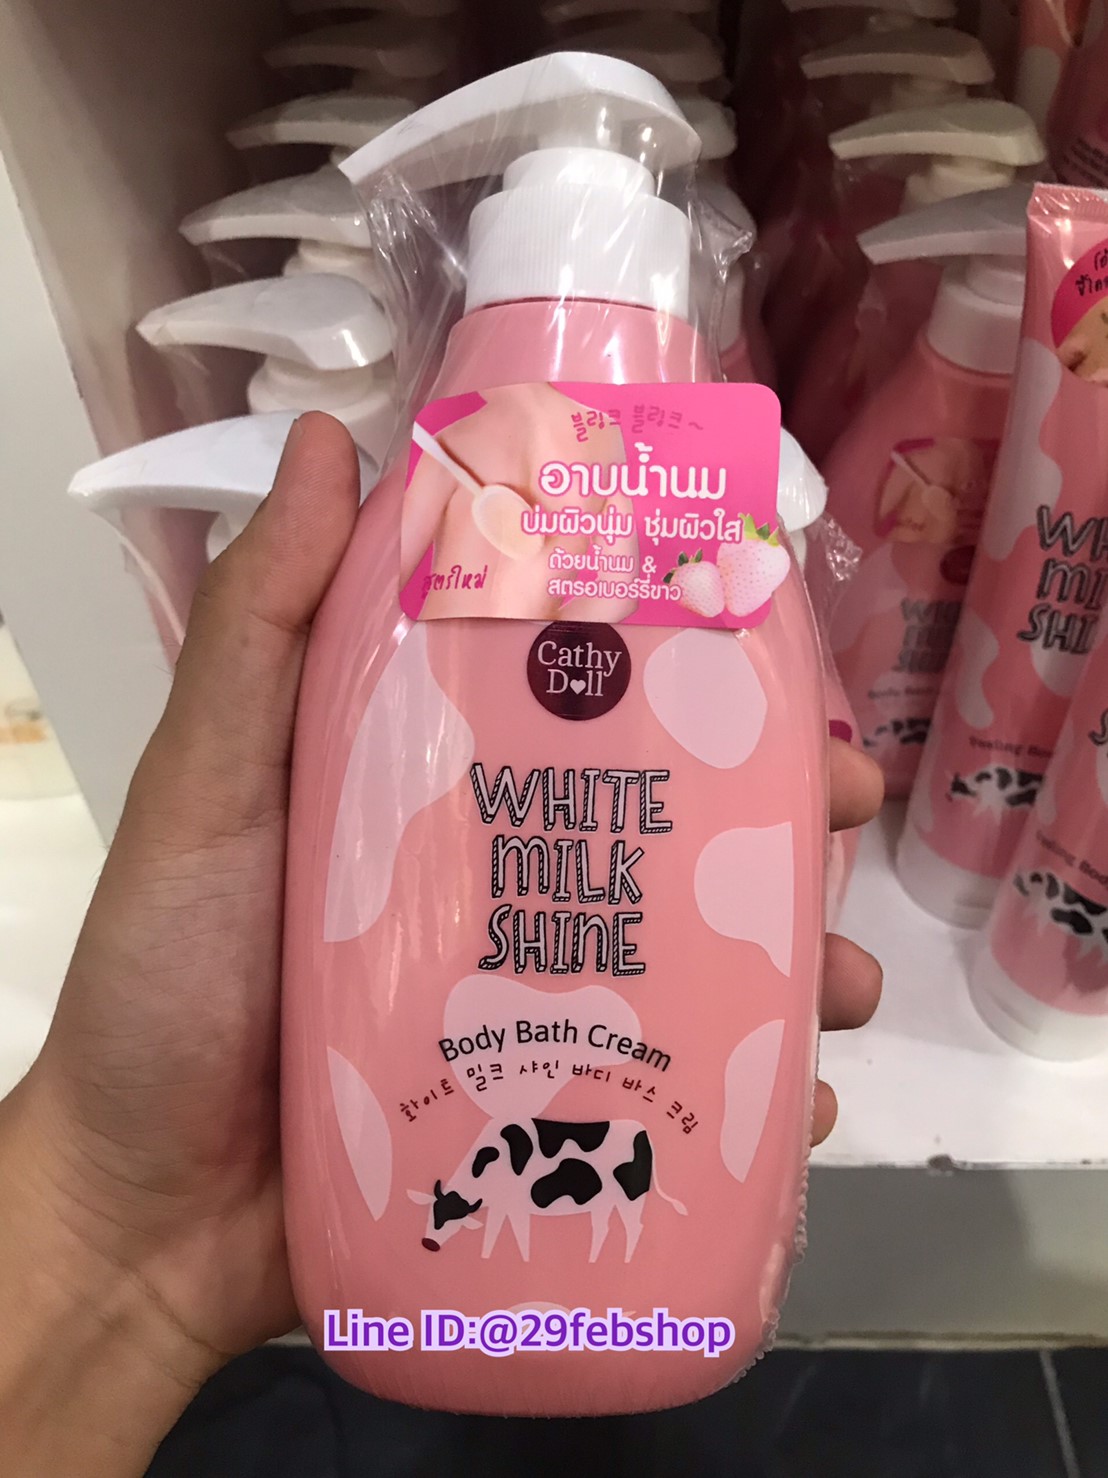 블링크 블링크~
อาบน้ำนม
บ่มผิวนุ่ม ชุ่มผิวใส
ด้วยน้ำนม &
สตรอเบอร์รี่ขาว
สูตรใหม่
Cathy
Doll
WHITE
MILK
SHINE
Body Bath Cream
화이트 밀크 샤인 바디 바스 크림
Line ID:@29febshop
WHITE
MILK
SHINE